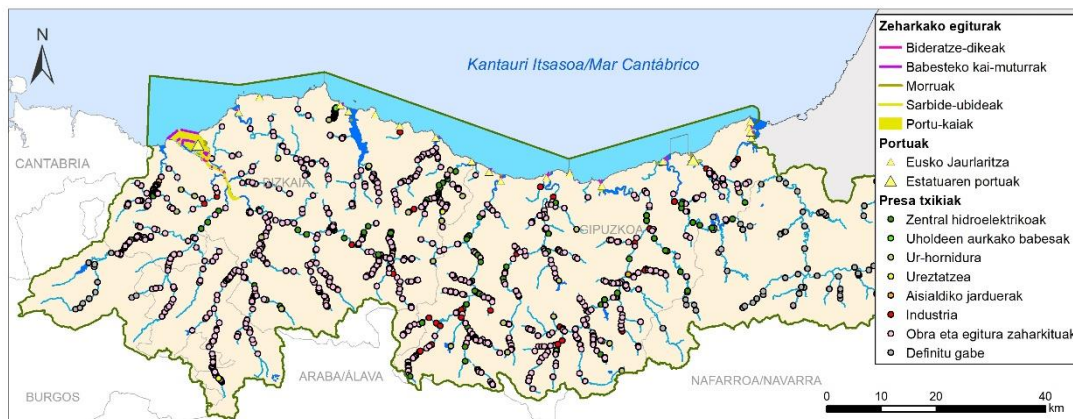 N
Kantauri Itsasoa/Mar Cantábrico
CANTABRIA
BIZKAIA
GIPUZKOA
ARABA/ÁLAVA
NAFARROA/NAVARRA
BURGOS
Zeharkako egiturak
Bideratze-dikeak
Babesteko kai-muturrak
Morruak
Sarbide-ubideak
Portu-kaiak
Portuak
Eusko Jaurlaritza
Estatuaren portuak
Presa txikiak
Zentral hidroelektrikoak
Uholdeen aurkako babesak
Ur-hornidura
Ureztatzea
Aisialdiko jarduerak
Industria
Obra eta egitura zaharkituak
Definitu gabe
0 10 20 40
km